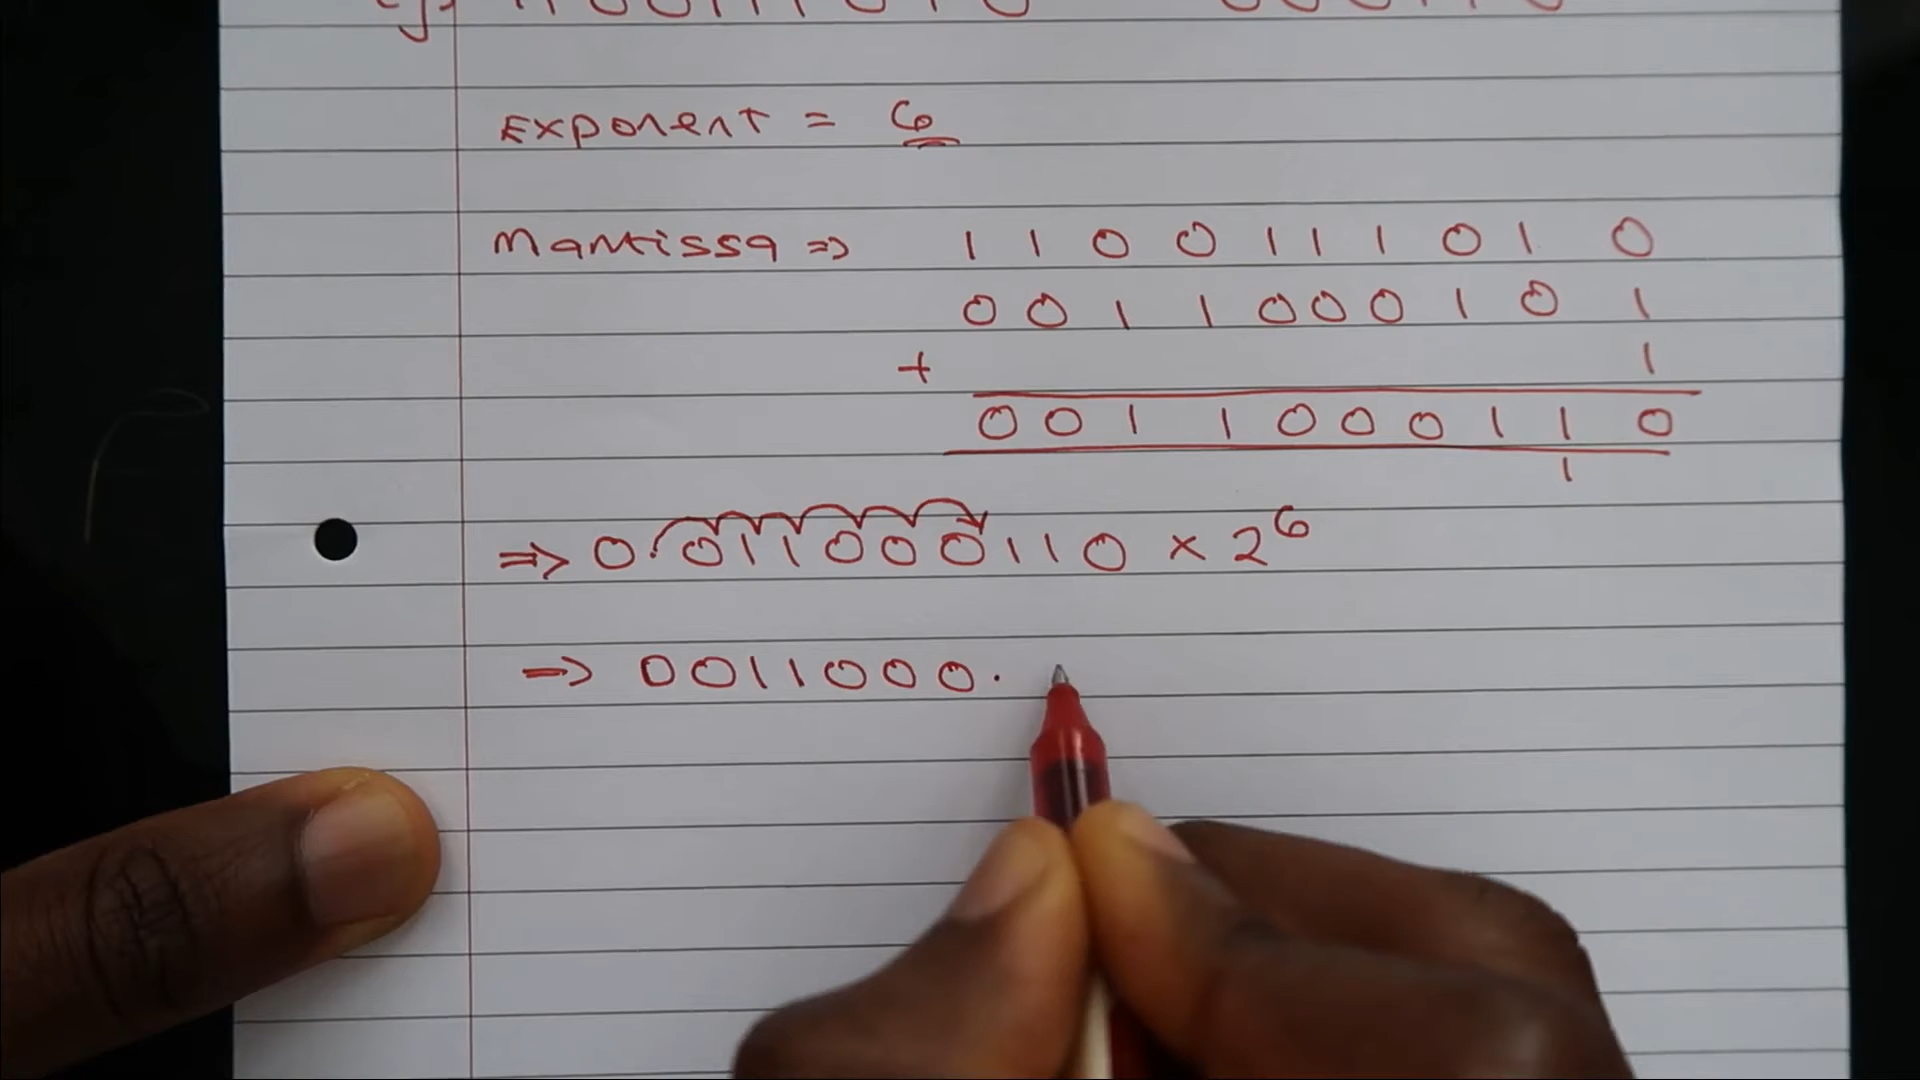 Exponent = 6
Mantissa => 1 1 0 0 1 1 1 0 1 0
0 0 1 1 0 0 0 1 0 1
+ 1
0 0 1 1 0 0 0 1 1 0
1
=> 0.011000110 × 2^6
=> 0011000.